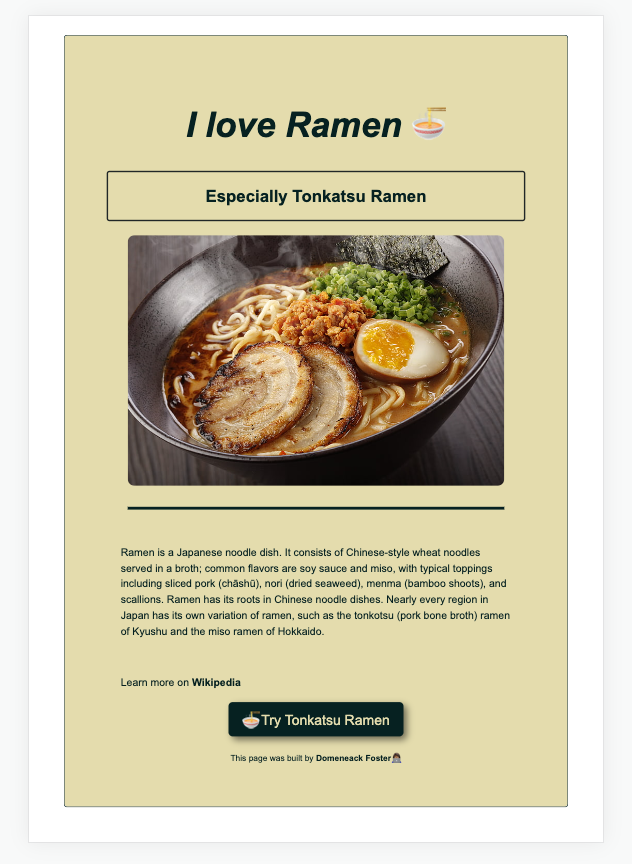 I love Ramen 🍜
Especially Tonkatsu Ramen
Ramen is a Japanese noodle dish. It consists of Chinese-style wheat noodles
served in a broth; common flavors are soy sauce and miso, with typical toppings
including sliced pork (chāshū), nori (dried seaweed), menma (bamboo shoots), and
scallions. Ramen has its roots in Chinese noodle dishes. Nearly every region in
Japan has its own variation of ramen, such as the tonkotsu (pork bone broth) ramen
of Kyushu and the miso ramen of Hokkaido.
Learn more on Wikipedia
🍜Try Tonkatsu Ramen
This page was built by Domeneack Foster👩🏽‍💻